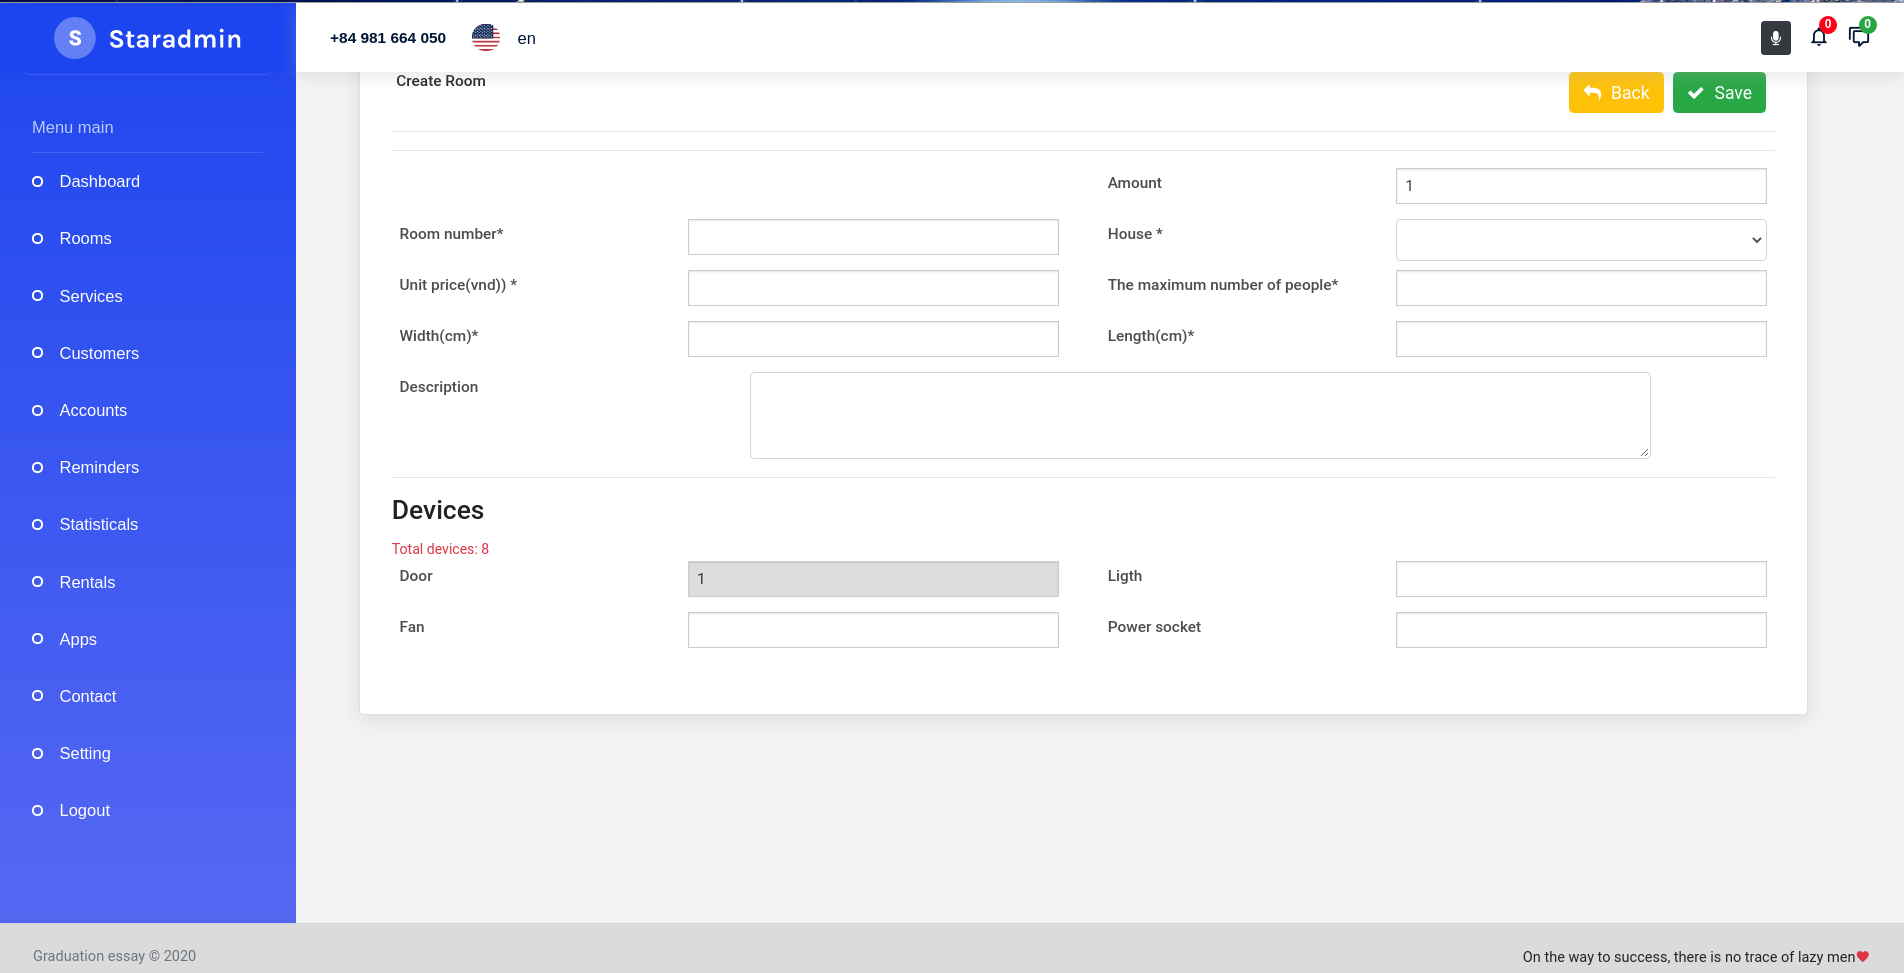 S Staradmin
+84 981 664 050 en
0 0
Menu main
Dashboard
Rooms
Services
Customers
Accounts
Reminders
Statisticals
Rentals
Apps
Contact
Setting
Logout
Create Room
Back Save
Amount 1
Room number* House *
Unit price(vnd)) * The maximum number of people*
Width(cm)* Length(cm)*
Description
Devices
Total devices: 8
Door 1 Ligth
Fan Power socket
Graduation essay © 2020
On the way to success, there is no trace of lazy men